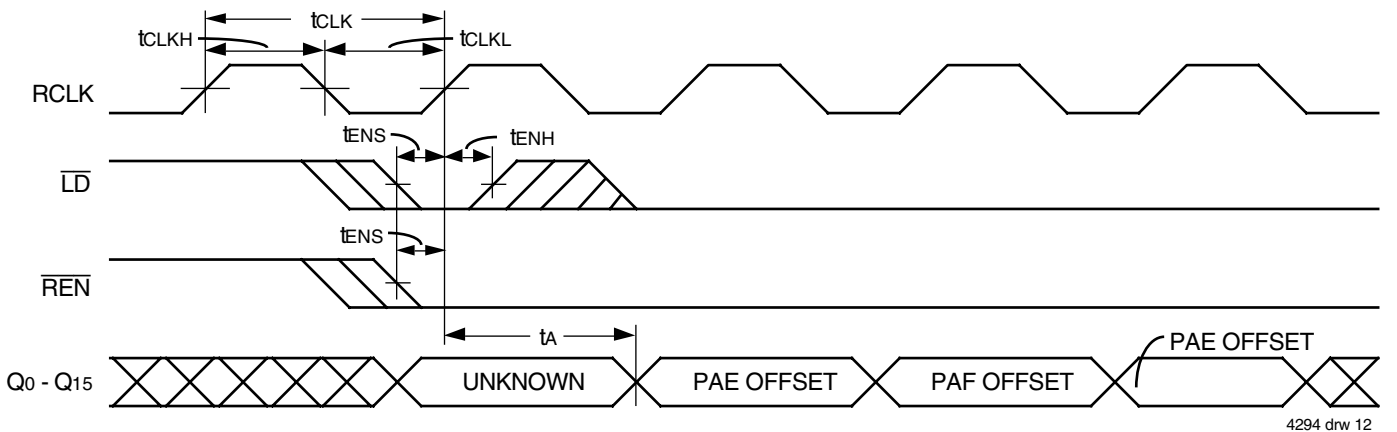 tCLK
tCLKH
tCLKL
RCLK
tENS
tENH
LD
tENS
REN
tA
PAE OFFSET
Q0 - Q15
UNKNOWN
PAE OFFSET
PAF OFFSET
4294 drw 12